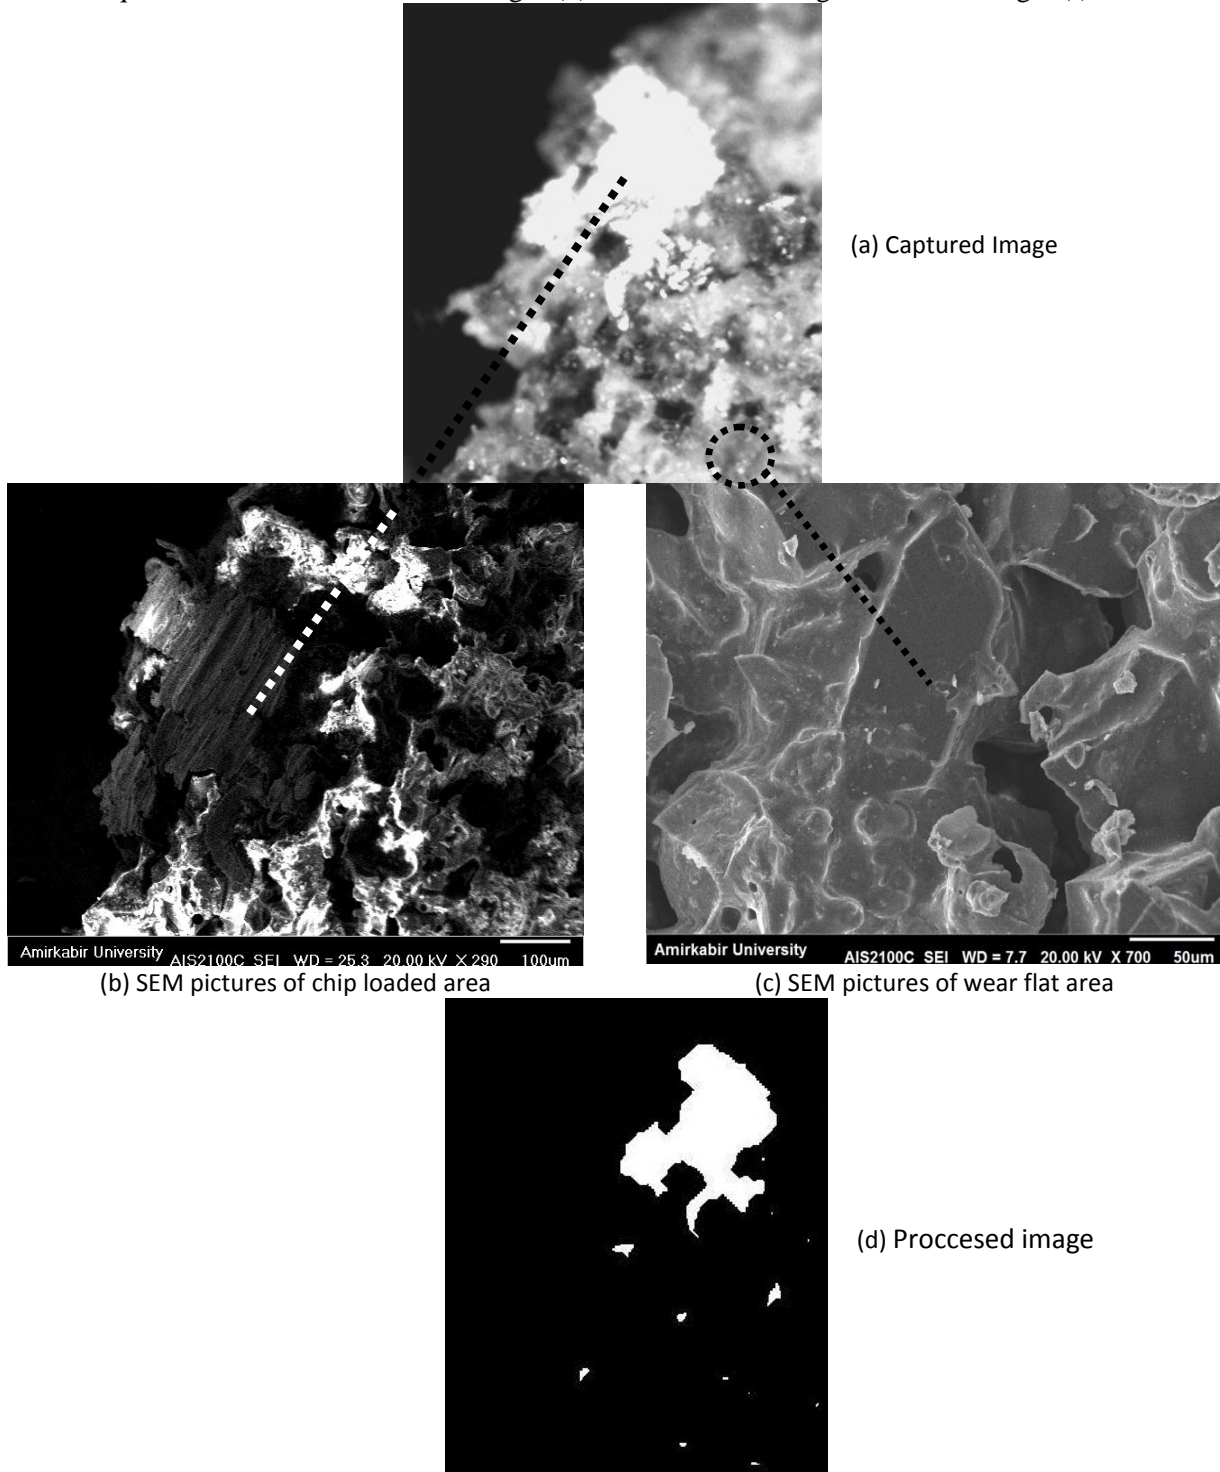 (a) Captured Image
Amirkabir University
AIS2100C SEI WD = 25.3 20.00 kV X 290 100um
Amirkabir University
AIS2100C SEI WD = 7.7 20.00 kV X 700 50um
(b) SEM pictures of chip loaded area
(c) SEM pictures of wear flat area
(d) Proccesed image